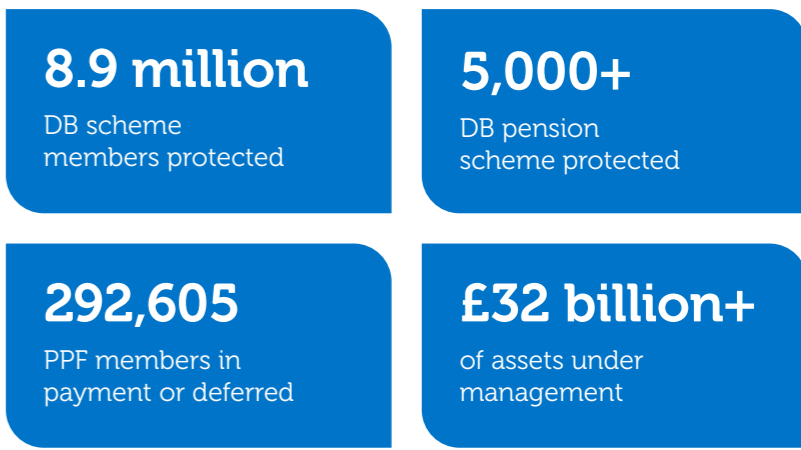 8.9 million
DB scheme
members protected
5,000+
DB pension
scheme protected
292,605
PPF members in
payment or deferred
£32 billion+
of assets under
management